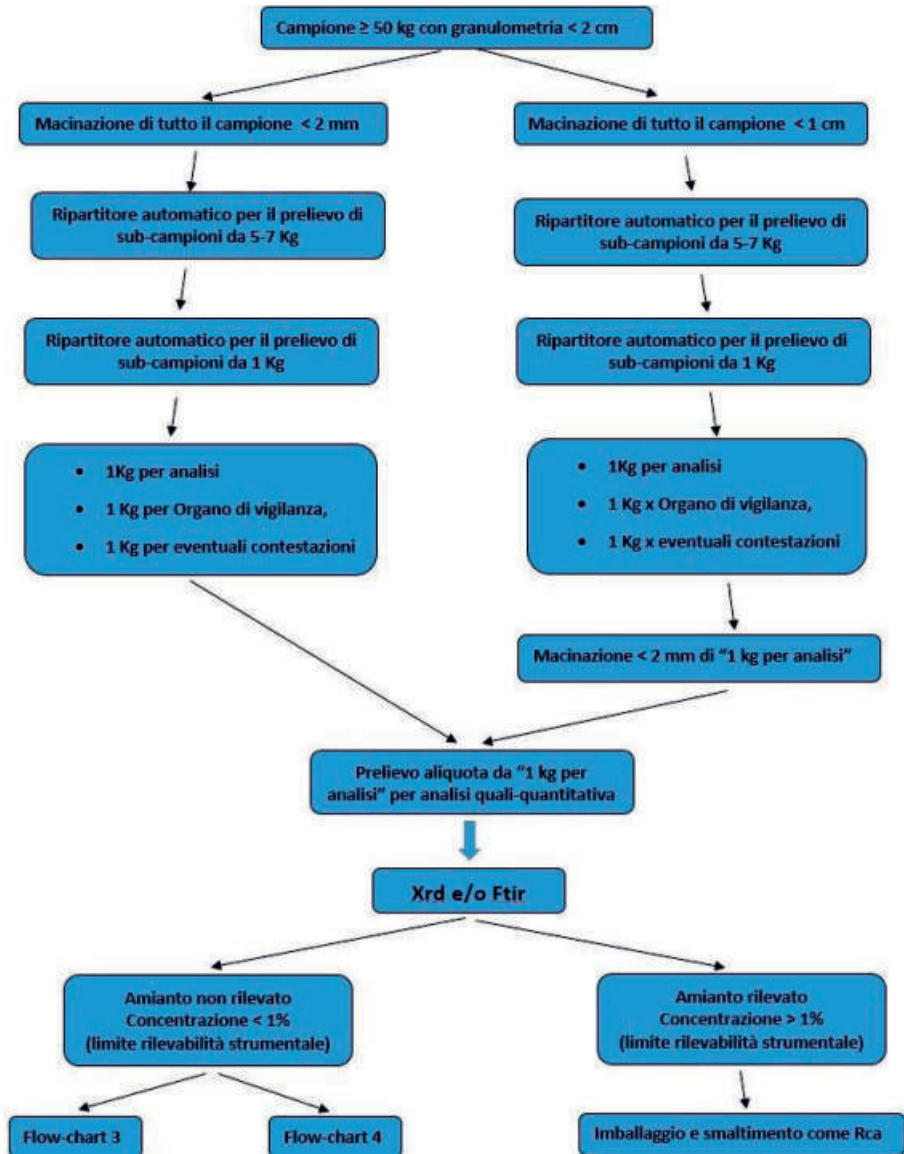 Campione ≥ 50 kg con granulometria < 2 cm
Macinazione di tutto il campione < 2 mm
Macinazione di tutto il campione < 1 cm
Ripartitore automatico per il prelievo di
sub-campioni da 5-7 Kg
Ripartitore automatico per il prelievo di
sub-campioni da 5-7 Kg
Ripartitore automatico per il prelievo di
sub-campioni da 1 Kg
Ripartitore automatico per il prelievo di
sub-campioni da 1 Kg
• 1Kg per analisi
• 1 Kg per Organo di vigilanza,
• 1 Kg per eventuali contestazioni
• 1Kg per analisi
• 1 Kg x Organo di vigilanza,
• 1 Kg x eventuali contestazioni
Macinazione < 2 mm di “1 kg per analisi”
Prelievo aliquota da “1 kg per
analisi” per analisi quali-quantitativa
Xrd e/o Ftir
Amianto non rilevato
Concentrazione < 1%
(limite rilevabilità strumentale)
Amianto rilevato
Concentrazione > 1%
(limite rilevabilità strumentale)
Flow-chart 3
Flow-chart 4
Imballaggio e smaltimento come Rca